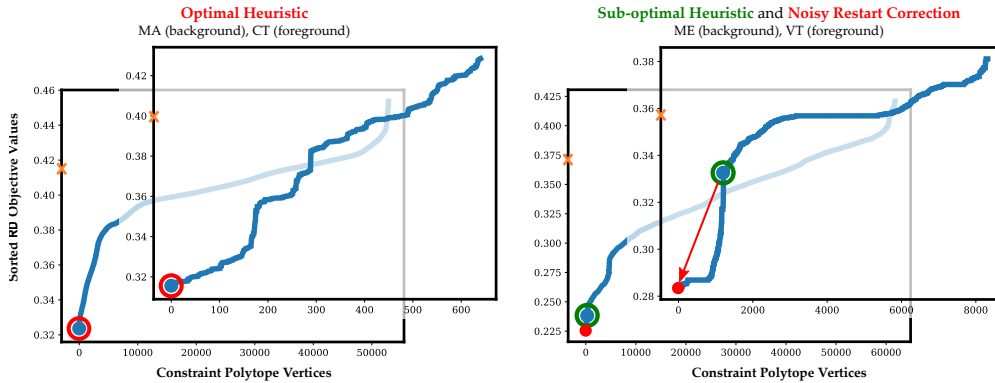 Optimal Heuristic
MA (background), CT (foreground)
Sorted RD Objective Values
0.46
0.44
0.42
0.40
0.38
0.36
0.34
0.32
0.42
0.40
0.38
0.36
0.34
0.32
0 100 200 300 400 500 600
0 10000 20000 30000 40000 50000
Constraint Polytope Vertices
Sub-optimal Heuristic and Noisy Restart Correction
ME (background), VT (foreground)
0.425
0.400
0.375
0.350
0.325
0.300
0.275
0.250
0.225
0.38
0.36
0.34
0.32
0.30
0.28
0 2000 4000 6000 8000
0 10000 20000 30000 40000 50000 60000
Constraint Polytope Vertices